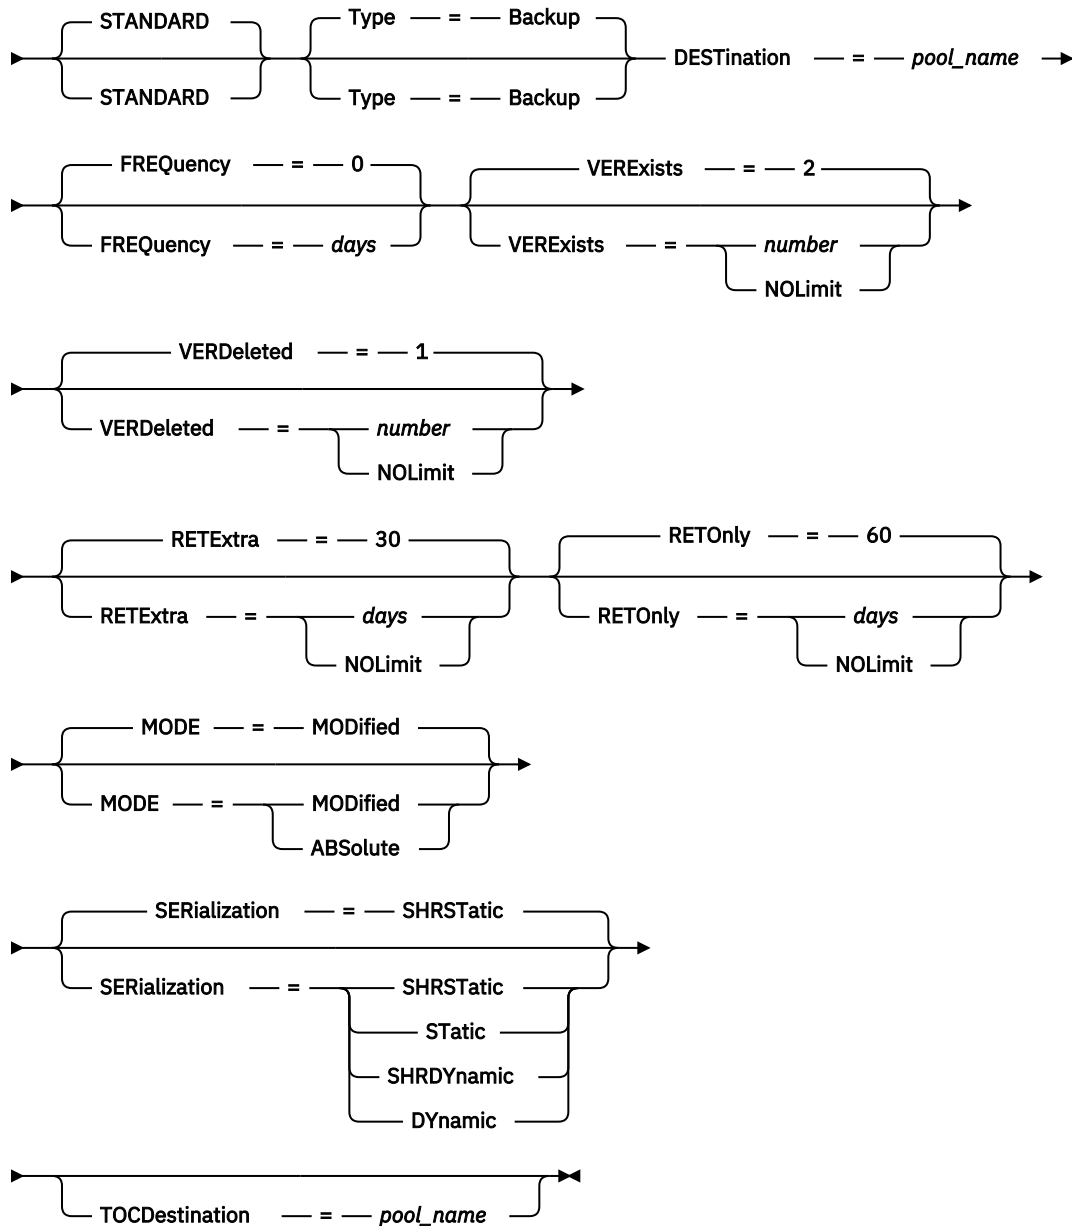 STANDARD Type = Backup
DESTination = pool_name
STANDARD Type = Backup
FREQuency = 0 VERExists = 2
FREQuency = days VERExists = number
NOLimit
VERDeleted = 1
VERDeleted = number
NOLimit
RETExtra = 30 RETOnly = 60
RETExtra = days RETOnly = days
NOLimit NOLimit
MODE = MODified
MODE = MODified
ABSolute
SERialization = SHRSTatic
SERialization = SHRSTatic
STatic
SHRDYnamic
DYnamic
TOCDestination = pool_name